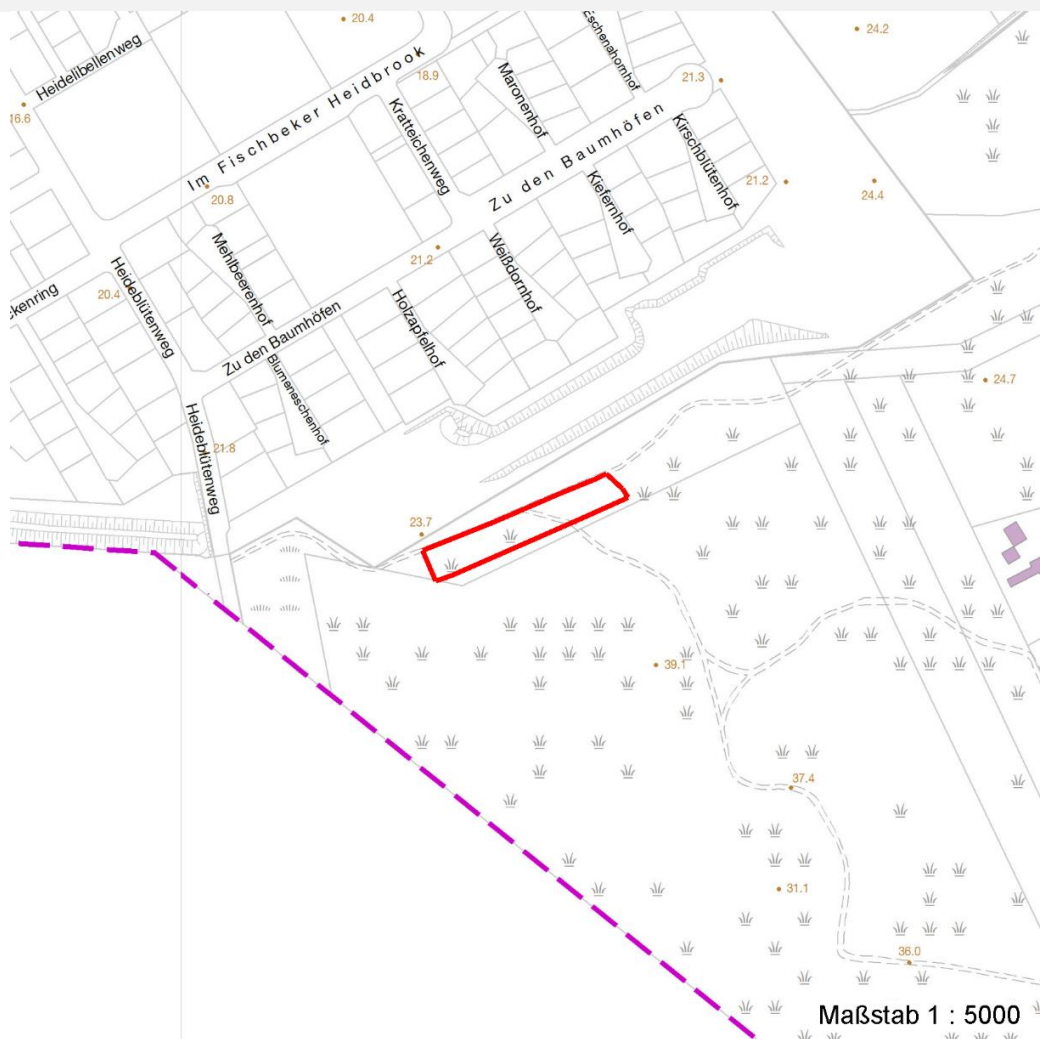 20.4
24.2
Heidelibellenweg
Eschenahornhof
18.9
Maronenhof
21.3
16.6
Im Fischbeker Heidbrook
Kratteichenweg
Zu den Baumhöfen
Kirschblütenhof
20.8
21.2
24.4
Kiefernhof
Mehlbeerenhof
21.2
Weißdornhof
Heideblütenweg
20.4
ckenring
Holzapfelhof
Zu den Baumhöfen
Blumeneschenhof
24.7
Heideblütenweg
21.8
23.7
39.1
37.4
31.1
36.0
Maßstab 1 : 5000